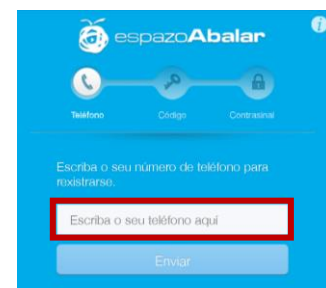 espazoAbalar
i
Teléfono Código Contrasinal
Escriba o seu número de teléfono para
rexistrarse.
Escriba o seu teléfono aquí
Enviar